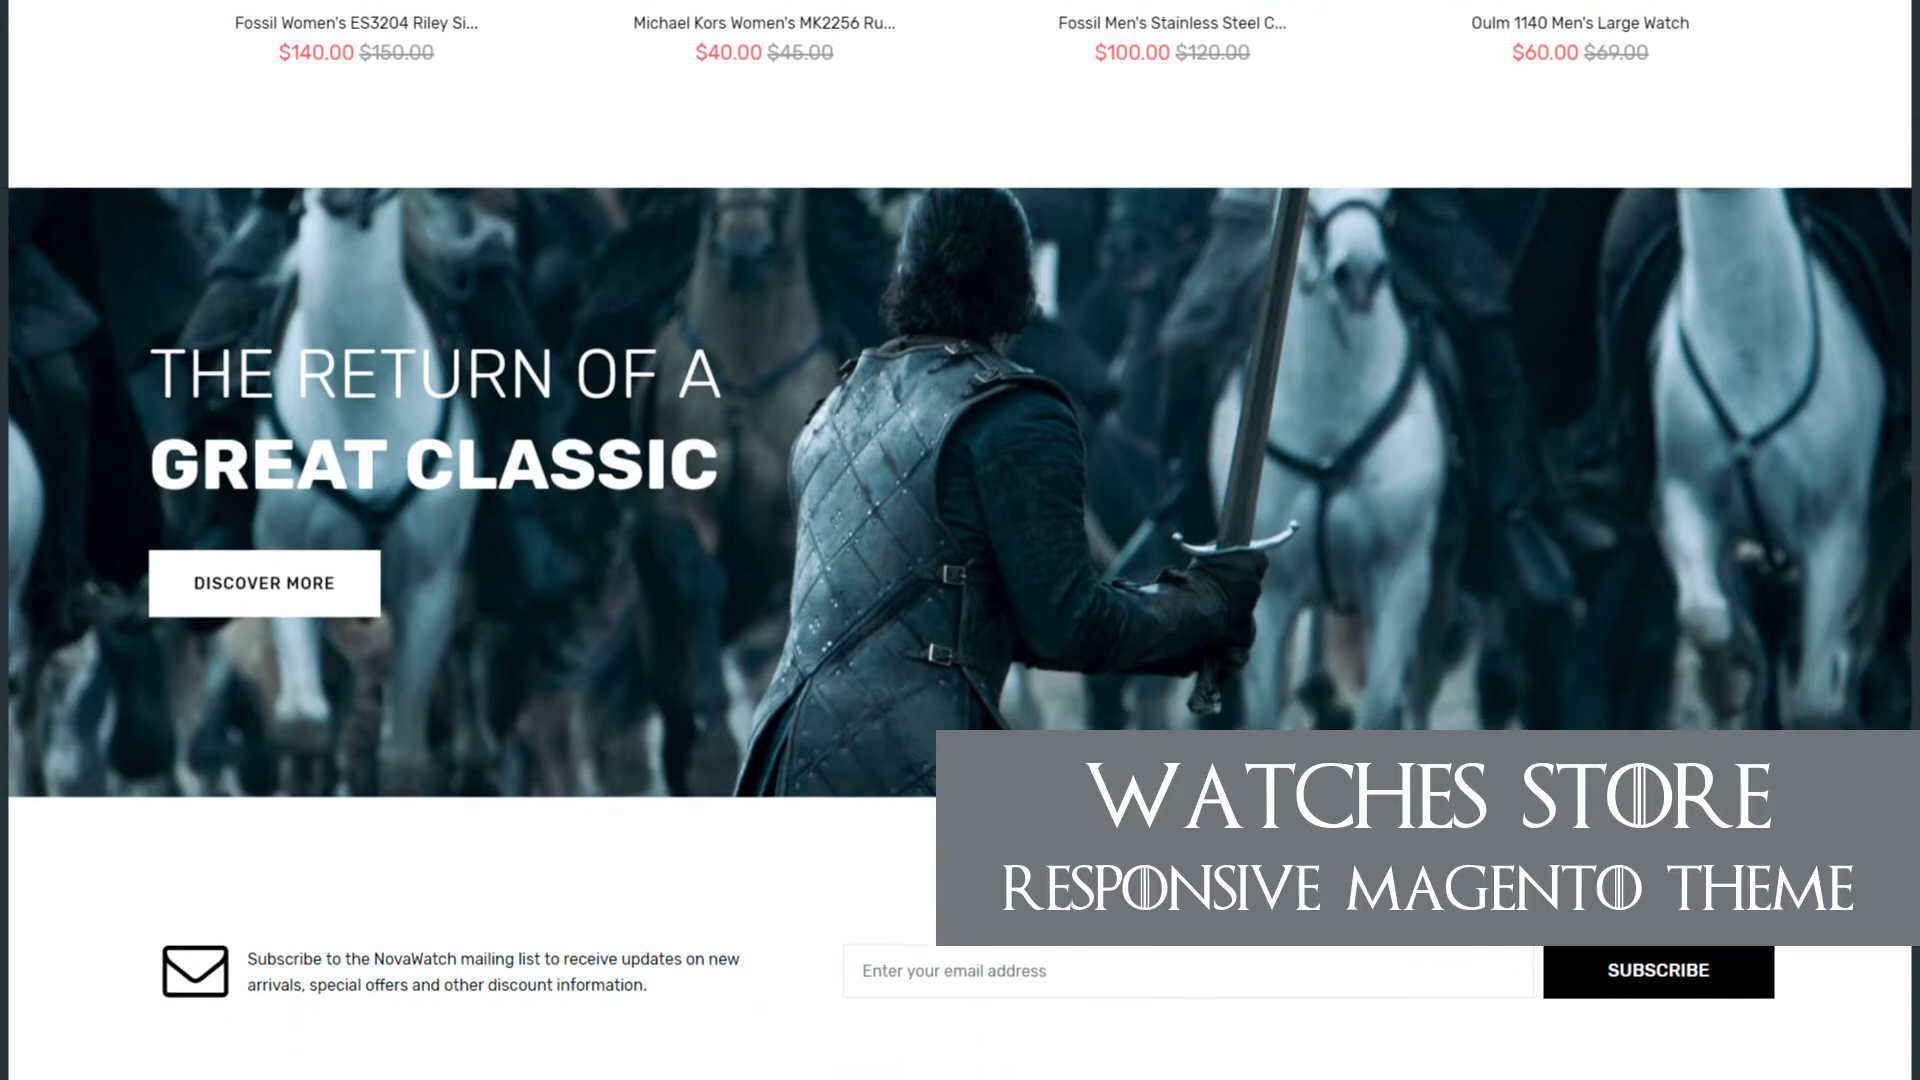 Fossil Women's ES3204 Riley Si...
$140.00 $150.00
Michael Kors Women's MK2256 Ru...
$40.00 $45.00
Fossil Men's Stainless Steel C...
$100.00 $120.00
Oulm 1140 Men's Large Watch
$60.00 $69.00
THE RETURN OF A
GREAT CLASSIC
DISCOVER MORE
WATCHES STORE
RESPONSIVE MAGENTO THEME
Subscribe to the NovaWatch mailing list to receive updates on new
arrivals, special offers and other discount information.
Enter your email address
SUBSCRIBE